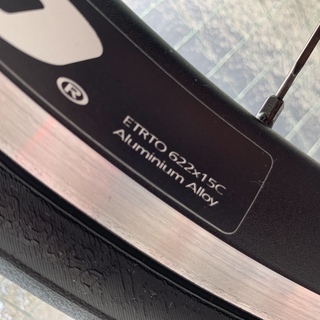 ®
ETRTO 622x15C
Aluminium Alloy